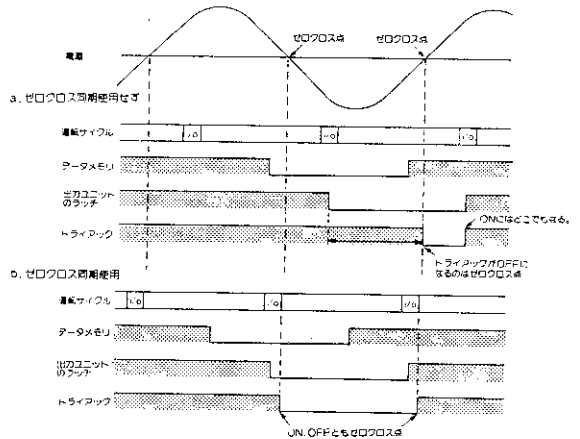 ゼロクロス点
ゼロクロス点
電源
a. ゼロクロス同期使用せず
運転サイクル
I/O
I/O
I/O
データメモリ
出力ユニット
のラッチ
トライアック
ONにはどこでもなる。
トライアックがOFFに
なるのはゼロクロス点
b. ゼロクロス同期使用
運転サイクル
I/O
I/O
I/O
データメモリ
出力ユニット
のラッチ
トライアック
ON, OFFともゼロクロス点